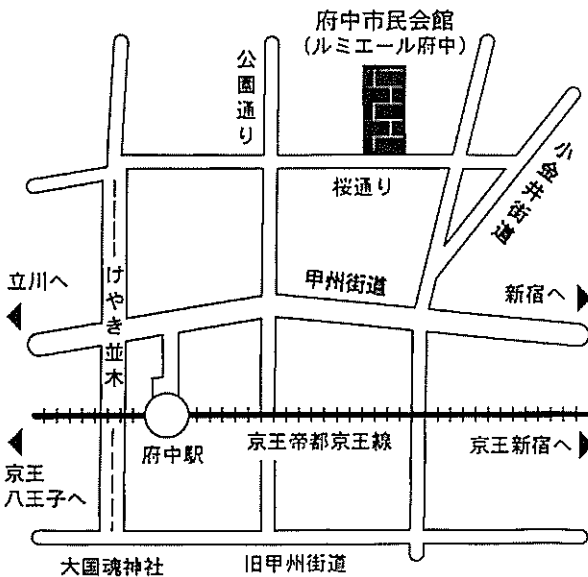 府中市民会館
(ルミエール府中)
公園通り
小金井街道
桜通り
立川へ
けやき並木
甲州街道
新宿へ
府中駅
京王帝都京王線
京王新宿へ
京王
八王子へ
大国魂神社
旧甲州街道